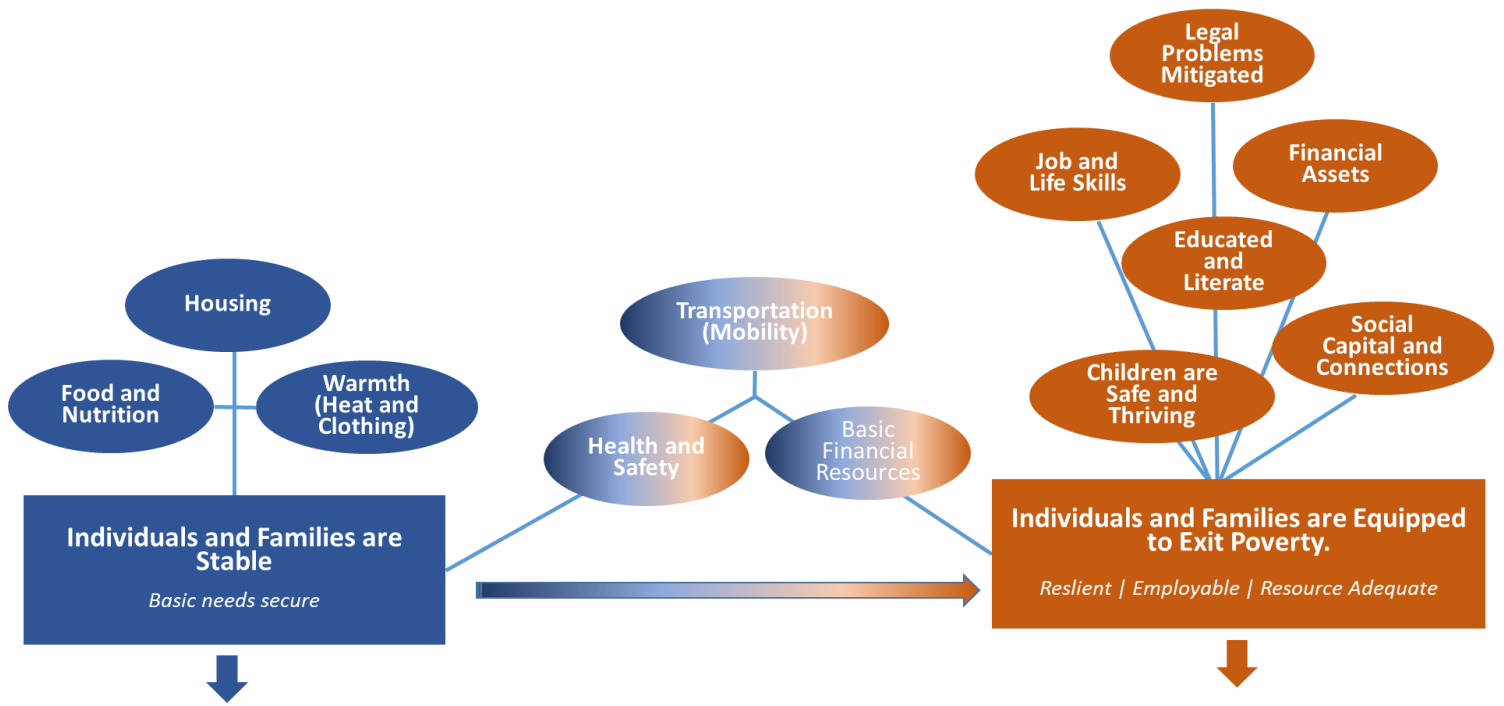 Housing
Food and
Nutrition
Warmth
(Heat and
Clothing)
Individuals and Families are
Stable
Basic needs secure
Transportation
(Mobility)
Health and
Safety
Basic
Financial
Resources
Legal
Problems
Mitigated
Job and
Life Skills
Financial
Assets
Educated
and
Literate
Social
Capital and
Connections
Children are
Safe and
Thriving
Individuals and Families are Equipped
to Exit Poverty.
Reslient | Employable | Resource Adequate